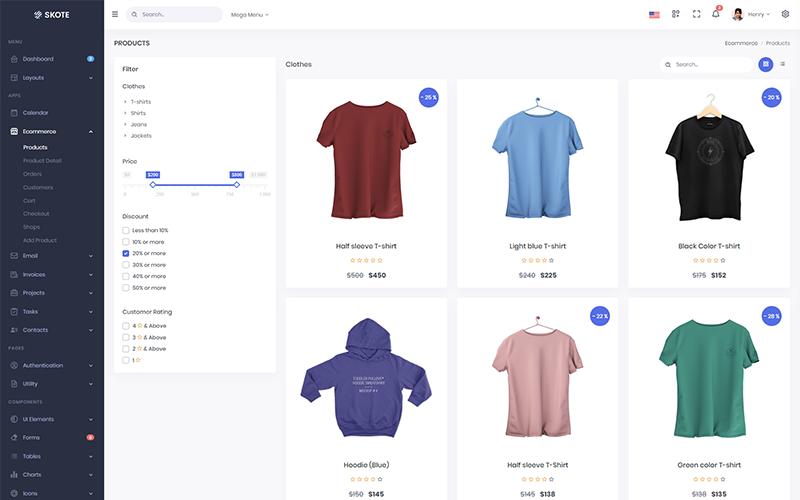 SKOTE
Search...
Mega Menu
3
Henry
MENU
Dashboard
Layouts
APPS
Calendar
Ecommerce
Products
Product Detail
Orders
Customers
Cart
Checkout
Shops
Add Product
Email
Invoices
Projects
Tasks
Contacts
PAGES
Authentication
Utility
COMPONENTS
UI Elements
Forms
Tables
Charts
Icons
PRODUCTS
Ecommerce / Products
Filter
Clothes
T-shirts
Shirts
Jeans
Jackets
Price
$0 $200 $800 $1 000
0 250 500 750 1 000
Discount
Less than 10%
10% or more
20% or more
30% or more
40% or more
50% or more
Customor Rating
4 & Above
3 & Above
2 & Above
1
Clothes
Search...
- 25 %
Half sleeve T-shirt
$500 $450
Light blue T-shirt
$240 $225
- 20 %
Black Color T-shirt
$175 $152
Hoodie (Blue)
$150 $145
- 22 %
Half sleeve T-Shirt
$145 $138
- 28 %
Green color T-shirt
$138 $135